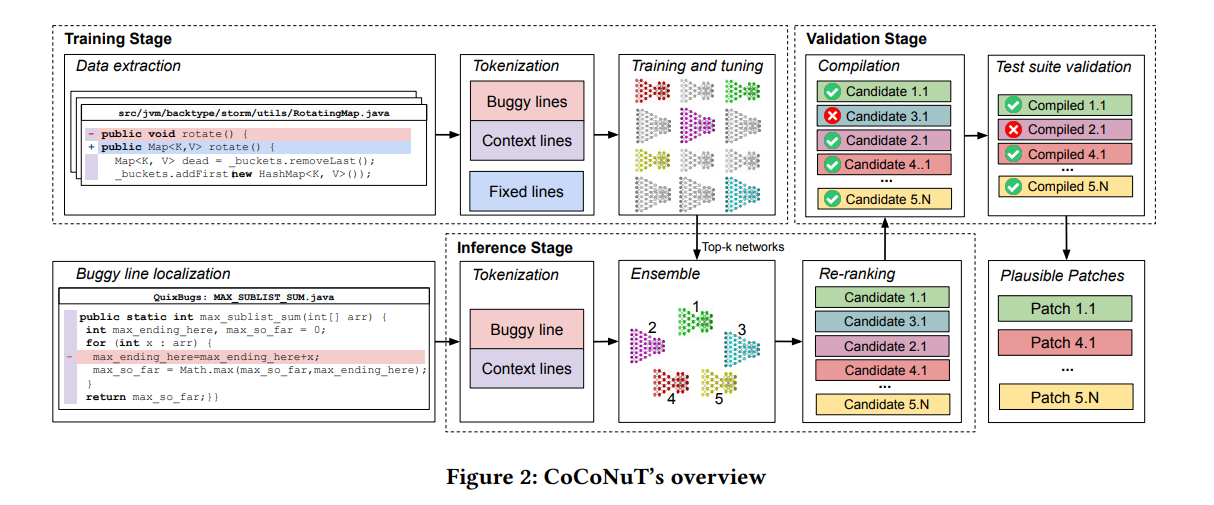 Training Stage
Data extraction
src/jvm/backtype/storm/utils/RotatingMap.java
- public void rotate() {
+ public Map<K,V> rotate() {
Map<K, V> dead = _buckets.removeLast();
_buckets.addFirst(new HashMap<K, V>());
Tokenization
Buggy lines
Context lines
Fixed lines
Training and tuning
Validation Stage
Compilation
Candidate 1.1
Candidate 3.1
Candidate 2.1
Candidate 4..1
...
Candidate 5.N
Test suite validation
Compiled 1.1
Compiled 2.1
Compiled 4.1
...
Compiled 5.N
Buggy line localization
QuixBugs: MAX_SUBLIST_SUM.java
public static int max_sublist_sum(int[] arr) {
int max_ending_here, max_so_far = 0;
for (int x : arr) {
- max_ending_here=max_ending_here+x;
max_so_far = Math.max(max_so_far,max_ending_here);
}
return max_so_far;}}
Inference Stage
Tokenization
Buggy line
Context lines
Top-k networks
Ensemble
1
2
3
4
5
Re-ranking
Candidate 1.1
Candidate 3.1
Candidate 2.1
Candidate 4.1
...
Candidate 5.N
Plausible Patches
Patch 1.1
Patch 4.1
...
Patch 5.N
Figure 2: CoCoNuT's overview